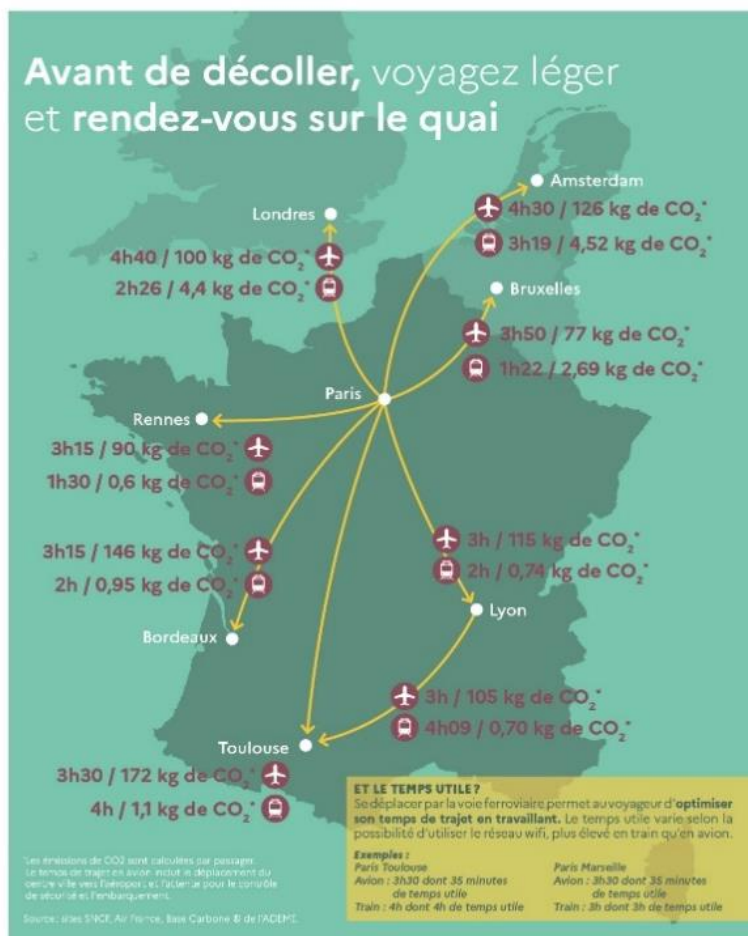 Avant de décoller, voyagez léger
et rendez-vous sur le quai
Amsterdam
4h30 / 126 kg de CO₂*
3h19 / 4,52 kg de CO₂*
Londres
4h40 / 100 kg de CO₂*
2h26 / 4,4 kg de CO₂*
Bruxelles
3h50 / 77 kg de CO₂*
1h22 / 2,69 kg de CO₂*
Paris
Rennes
3h15 / 90 kg de CO₂*
1h30 / 0,6 kg de CO₂*
3h15 / 146 kg de CO₂*
2h / 0,95 kg de CO₂*
Bordeaux
3h / 115 kg de CO₂*
2h / 0,74 kg de CO₂*
Lyon
3h / 105 kg de CO₂*
4h09 / 0,70 kg de CO₂*
Toulouse
3h30 / 172 kg de CO₂*
4h / 1,1 kg de CO₂*
ET LE TEMPS UTILE ?
Se déplacer par la voie ferroviaire permet au voyageur d'optimiser
son temps de trajet en travaillant. Le temps utile varie selon la
possibilité d'utiliser le réseau wifi, plus élevé en train qu'en avion.
Exemples :
Paris Toulouse
Avion : 3h30 dont 35 minutes
de temps utile
Train : 4h dont 4h de temps utile
Paris Marseille
Avion : 3h30 dont 35 minutes
de temps utile
Train : 3h dont 3h de temps utile
*Les émissions de CO2 sont calculées par passager.
Le temps de trajet en avion inclut le déplacement du
centre ville vers l'aéroport et l'attente pour le contrôle
de sécurité et l'embarquement.
Source : sites SNCF, Air France, Base Carbone ® de l'ADEME.